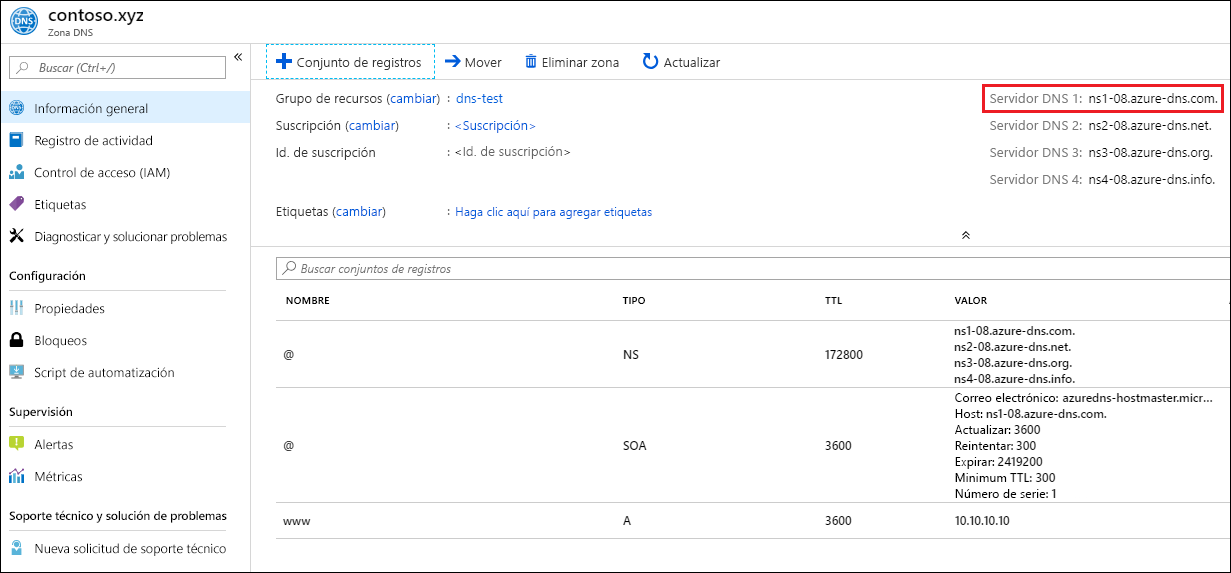 contoso.xyz
Zona DNS
Buscar (Ctrl+/)
Información general
Registro de actividad
Control de acceso (IAM)
Etiquetas
Diagnosticar y solucionar problemas
Configuración
Propiedades
Bloqueos
Script de automatización
Supervisión
Alertas
Métricas
Soporte técnico y solución de problemas
Nueva solicitud de soporte técnico
Conjunto de registros
Mover
Eliminar zona
Actualizar
Grupo de recursos (cambiar) : dns-test
Suscripción (cambiar) : <Suscripción>
Id. de suscripción : <Id. de suscripción>
Etiquetas (cambiar) : Haga clic aquí para agregar etiquetas
Servidor DNS 1: ns1-08.azure-dns.com.
Servidor DNS 2: ns2-08.azure-dns.net.
Servidor DNS 3: ns3-08.azure-dns.org.
Servidor DNS 4: ns4-08.azure-dns.info.
Buscar conjuntos de registros
NOMBRE TIPO TTL VALOR
@ NS 172800
ns1-08.azure-dns.com.
ns2-08.azure-dns.net.
ns3-08.azure-dns.org.
ns4-08.azure-dns.info.
@ SOA 3600
Correo electrónico: azuredns-hostmaster.micr...
Host: ns1-08.azure-dns.com.
Actualizar: 3600
Reintentar: 300
Expirar: 2419200
Minimum TTL: 300
Número de serie: 1
www A 3600 10.10.10.10